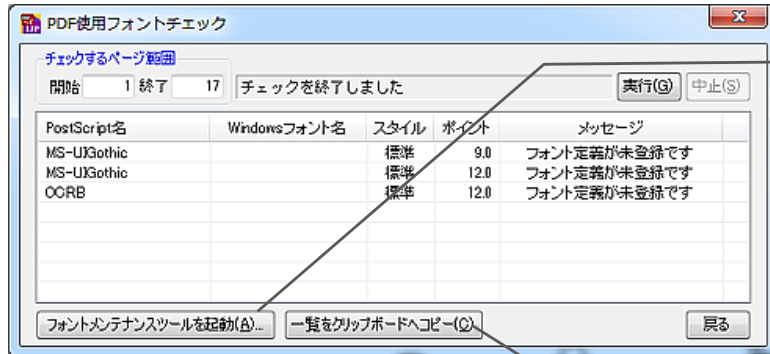 PDF使用フォントチェック
チェックするページ範囲
開始 1 終了 17 チェックを終了しました 実行(G) 中止(S)
PostScript名 Windowsフォント名 スタイル ポイント メッセージ
MS-UIGothic 標準 9.0 フォント定義が未登録です
MS-UIGothic 標準 12.0 フォント定義が未登録です
OCRB 標準 12.0 フォント定義が未登録です
フォントメンテナンスツールを起動(A)... 一覧をクリップボードへコピー(C) 戻る